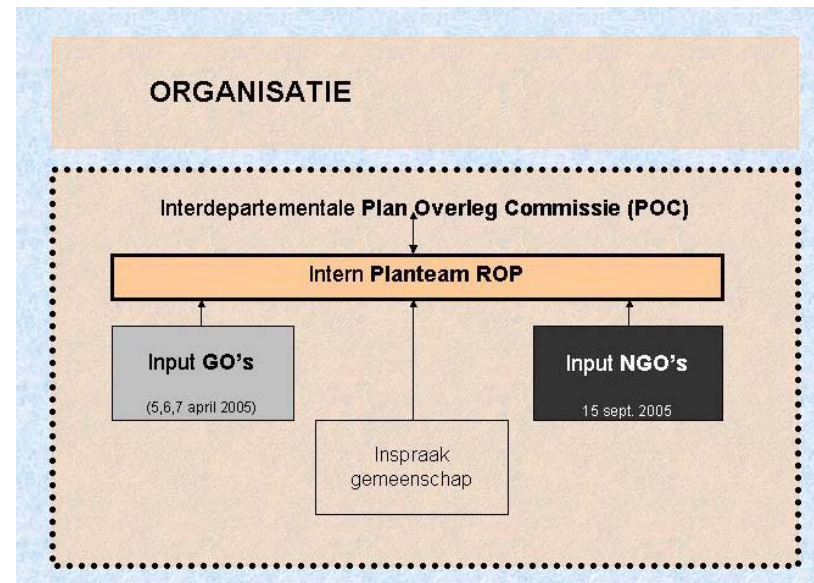 ORGANISATIE
Interdepartementale Plan Overleg Commissie (POC)
Intern Planteam ROP
Input GO's
(5,6,7 april 2005)
Input NGO's
15 sept. 2005
Inspraak
gemeenschap